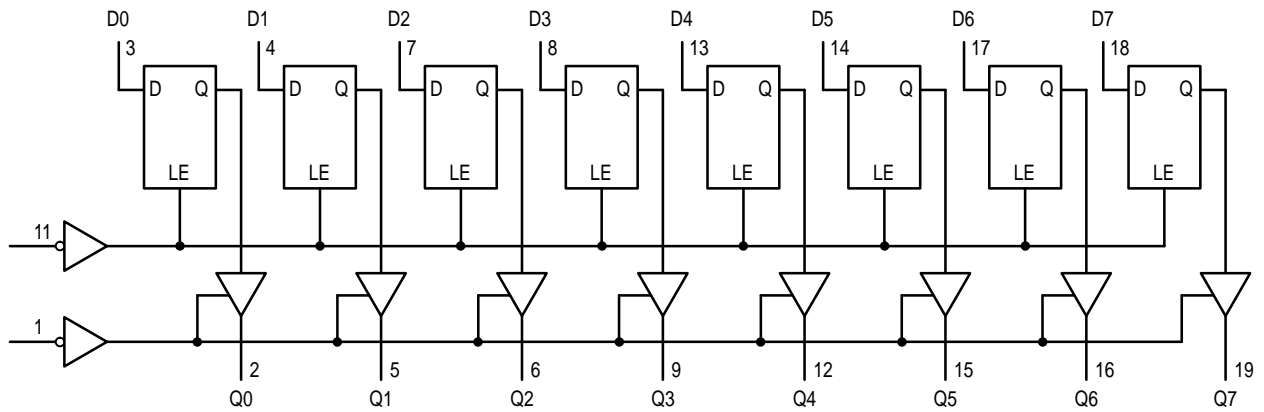 D0 D1 D2 D3 D4 D5 D6 D7
3 4 7 8 13 14 17 18
D Q D Q D Q D Q D Q D Q D Q D Q
LE LE LE LE LE LE LE LE
11
1
2 5 6 9 12 15 16 19
Q0 Q1 Q2 Q3 Q4 Q5 Q6 Q7